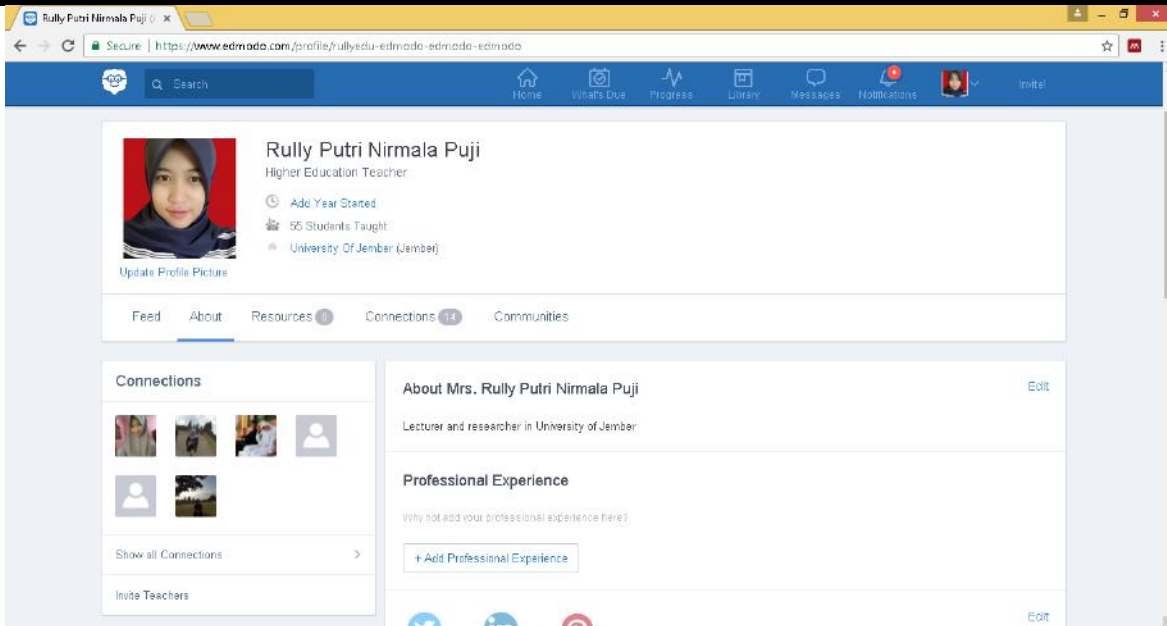 Rully Putri Nirmala Puji (
Secure | https://www.edmodo.com/profile/rullyedu-edmodo-edmodo-edmodo
Search
Home What's Due Progress Library Messages Notifications Invite!
Rully Putri Nirmala Puji
Higher Education Teacher
Add Year Started
55 Students Taught
University Of Jember (Jember)
Update Profile Picture
Feed About Resources 0 Connections 14 Communities
Connections
About Mrs. Rully Putri Nirmala Puji Edit
Lecturer and researcher in University of Jember
Professional Experience
Why not add your professional experience here?
+ Add Professional Experience
Show all Connections
Invite Teachers
Edit